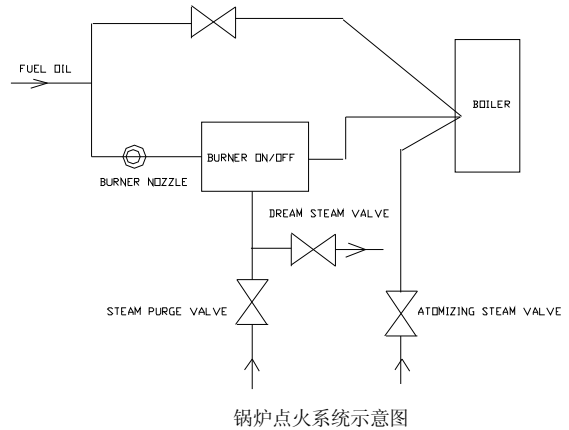 FUEL OIL
BOILER
BURNER ON/OFF
BURNER NOZZLE
DREAM STEAM VALVE
STEAM PURGE VALVE
ATOMIZING STEAM VALVE
锅炉点火系统示意图